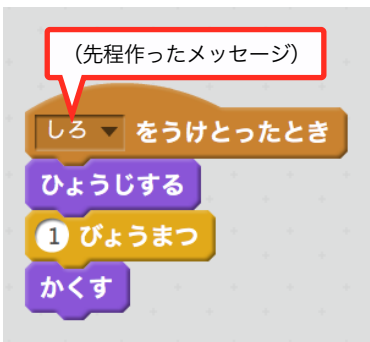 （先程作ったメッセージ）
しろ をうけとったとき
ひょうじする
1 びょうまつ
かくす